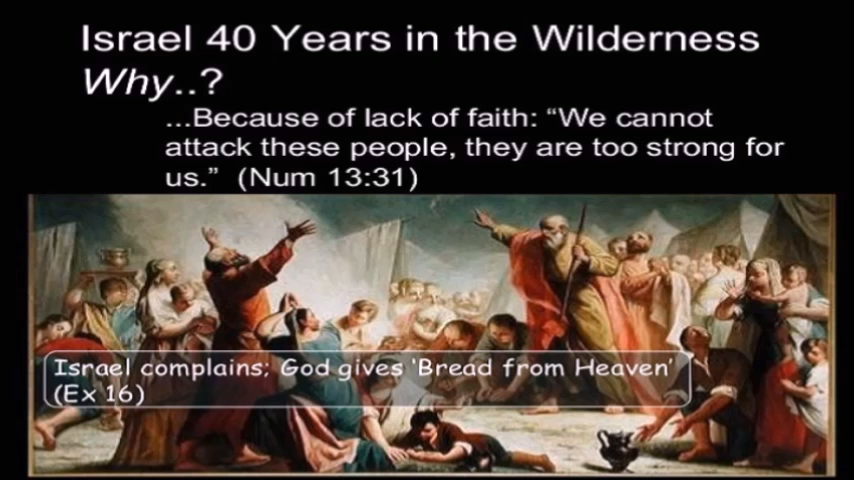 Israel 40 Years in the Wilderness
Why..?
...Because of lack of faith: “We cannot
attack these people, they are too strong for
us.” (Num 13:31)
Israel complains; God gives ‘Bread from Heaven’
(Ex 16)